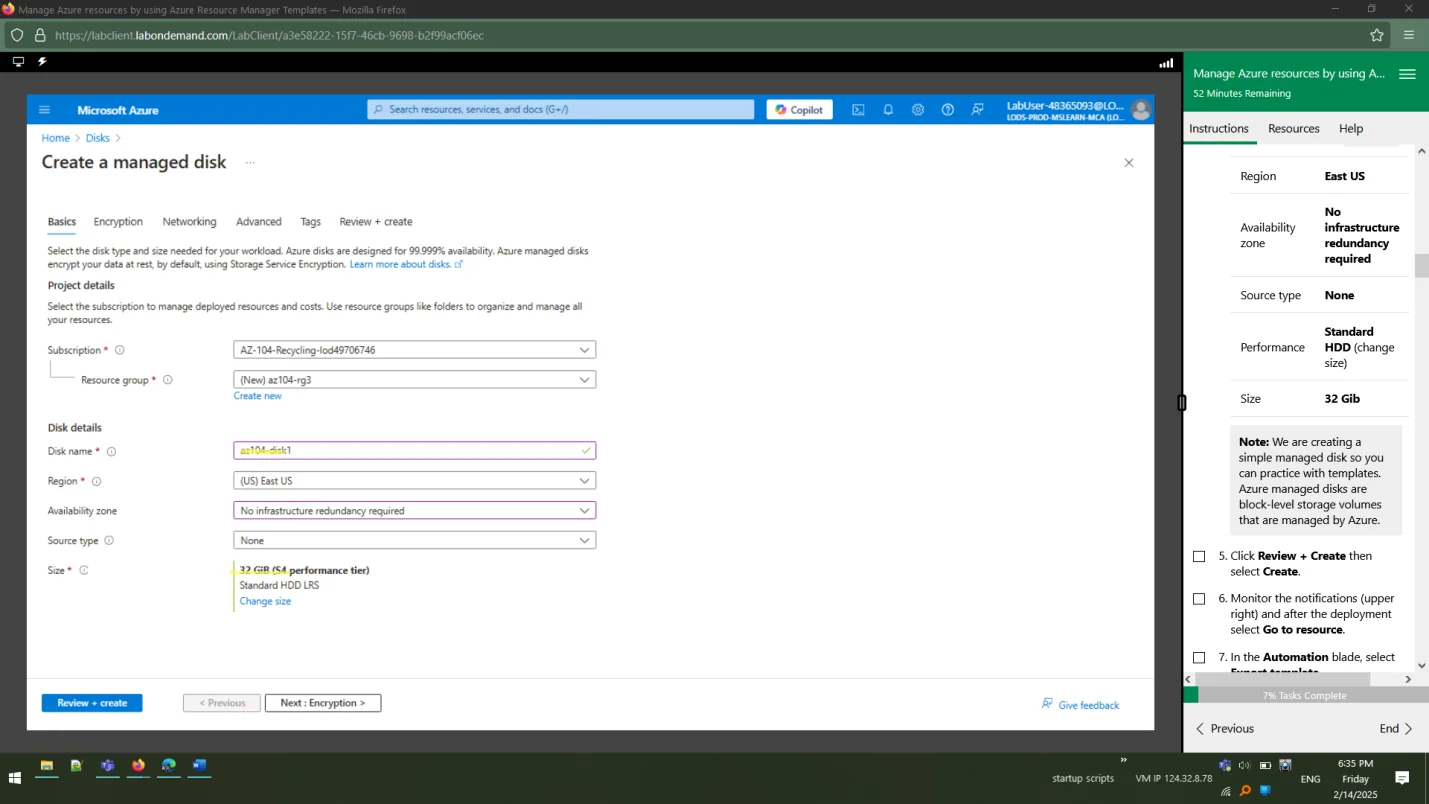 Manage Azure resources by using Azure Resource Manager Templates — Mozilla Firefox
https://labclient.labondemand.com/LabClient/a3e58222-15f7-46cb-9698-b2f99acf06ec
Microsoft Azure
Search resources, services, and docs (G+/)
Copilot
LabUser-48365093@LO...
LODS-PROD-MSLEARN-MCA (LO...
Home > Disks >
Create a managed disk ...
Basics Encryption Networking Advanced Tags Review + create
Select the disk type and size needed for your workload. Azure disks are designed for 99.999% availability. Azure managed disks
encrypt your data at rest, by default, using Storage Service Encryption. Learn more about disks.
Project details
Select the subscription to manage deployed resources and costs. Use resource groups like folders to organize and manage all
your resources.
Subscription * AZ-104-Recycling-lod49706746
Resource group * (New) az104-rg3
Create new
Disk details
Disk name * az104-disk1
Region * (US) East US
Availability zone No infrastructure redundancy required
Source type None
Size * 32 GiB (S4 performance tier)
Standard HDD LRS
Change size
Review + create < Previous Next : Encryption > Give feedback
Manage Azure resources by using A...
52 Minutes Remaining
Instructions Resources Help
Region East US
Availability zone No infrastructure redundancy required
Source type None
Performance Standard HDD (change size)
Size 32 Gib
Note: We are creating a
simple managed disk so you
can practice with templates.
Azure managed disks are
block-level storage volumes
that are managed by Azure.
5. Click Review + Create then
select Create.
6. Monitor the notifications (upper
right) and after the deployment
select Go to resource.
7. In the Automation blade, select
Export template
7% Tasks Complete
< Previous End >
startup scripts VM IP 124.32.8.78
ENG
6:35 PM
Friday
2/14/2025